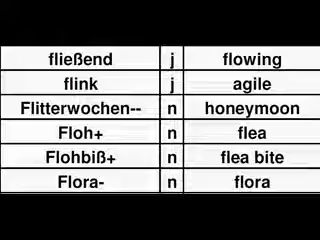 fließend j flowing
flink j agile
Flitterwochen-- n honeymoon
Floh+ n flea
Flohbiß+ n flea bite
Flora- n flora